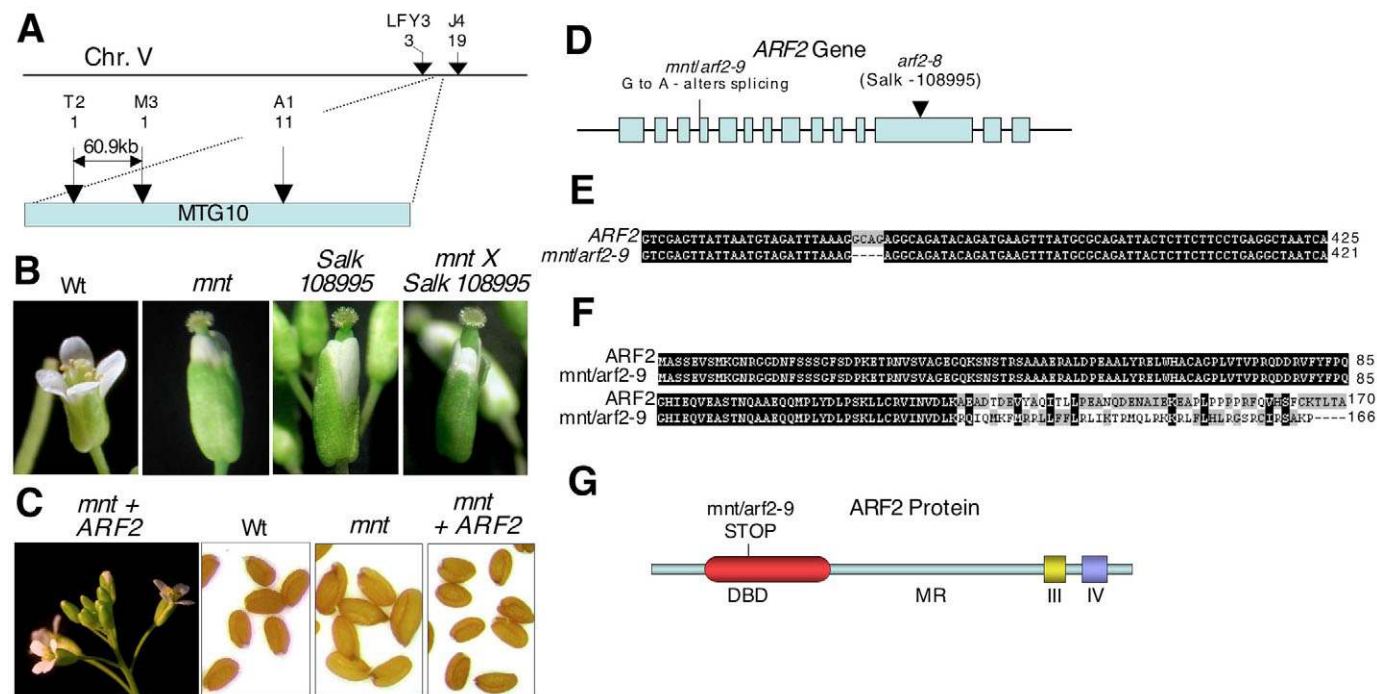 A
LFY3 J4
3 19
Chr. V
T2 M3 A1
1 1 11
60.9kb
MTG10
B
Wt
mnt
Salk
108995
mnt X
Salk 108995
C
mnt +
ARF2
Wt
mnt
mnt
+ ARF2
D
ARF2 Gene
mnt/arf2-9
G to A - alters splicing
arf2-8
(Salk -108995)
E
ARF2 GTCGAGTTATTAATGTAGATTTAAAGGCAGAGGCAGATACAGATGAAGTTTATGCGCAGATTACTCTTCTTCCTGAGGCTAATCA 425
mnt/arf2-9 GTCGAGTTATTAATGTAGATTTAAAG----AGGCAGATACAGATGAAGTTTATGCGCAGATTACTCTTCTTCCTGAGGCTAATCA 421
F
ARF2 MASSEVSMKGNRGGDNFSSSGFSDPKETRNVSVAGEGQKSNSTRSAAAERALDPEAALYRELWHACAGPLVTVPRQDDRVFYFPQ 85
mnt/arf2-9 MASSEVSMKGNRGGDNFSSSGFSDPKETRNVSVAGEGQKSNSTRSAAAERALDPEAALYRELWHACAGPLVTVPRQDDRVFYFPQ 85
ARF2 GHIEQVEASTNQAAEQQMPLYDLPSKLLCRVINVDLKAEADTDEVYAQITLLPEANQDENAIEKEAPLPPPPRFQVHSFCKTLTA 170
mnt/arf2-9 GHIEQVEASTNQAAEQQMPLYDLPSKLLCRVINVDLKRQIQMKFMRRLLFFLRLIKTRMQLRKRRLFLHLRGSRCIRSAKP---- 166
G
mnt/arf2-9
STOP
ARF2 Protein
DBD MR III IV